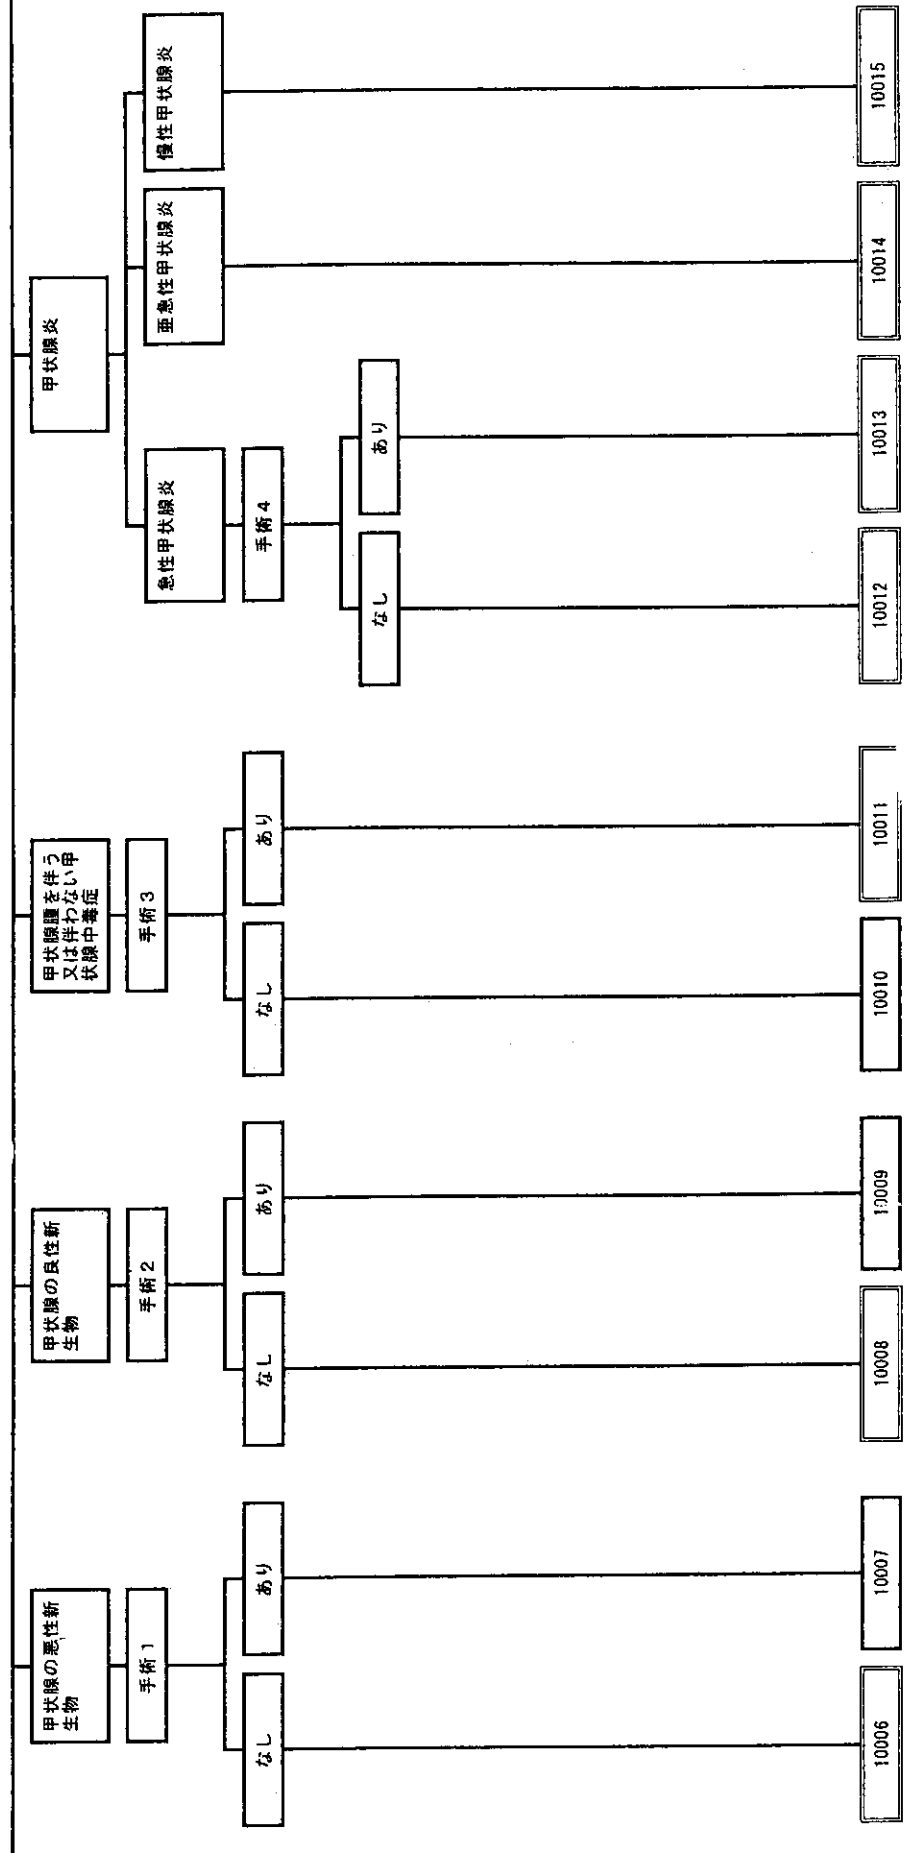 甲状腺の悪性新
生物
手術1
なし
あり
10006
10007
甲状腺の良性新
生物
手術2
なし
あり
10008
10009
甲状腺腫を伴う
又は伴わない甲
状腺中毒症
手術3
なし
あり
10010
10011
甲状腺炎
急性甲状腺炎
亜急性甲状腺炎
慢性甲状腺炎
手術4
なし
あり
10012
10013
10014
10015